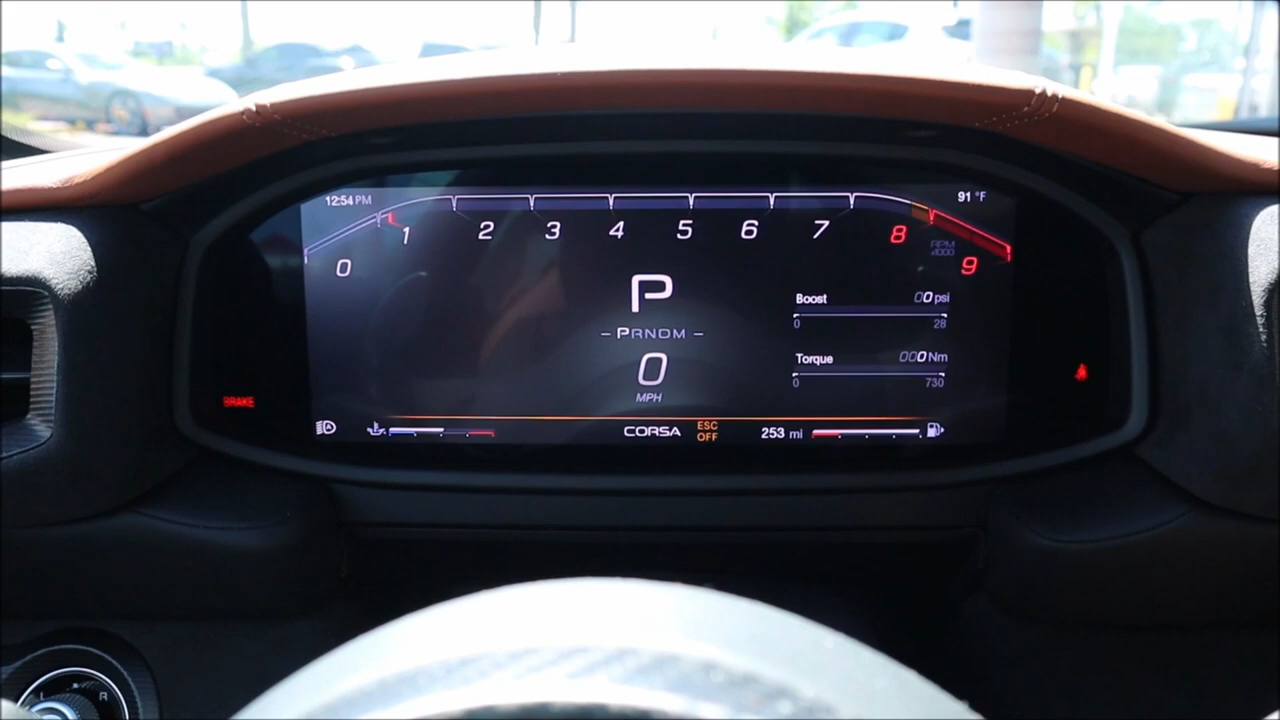 12:54 PM
91 °F
0 1 2 3 4 5 6 7 8 9
RPM
x1000
P
Boost 00 psi
0 28
PRNDM
Torque 000 Nm
0 730
0
MPH
BRAKE
CORSA ESC OFF 253 mi
L R